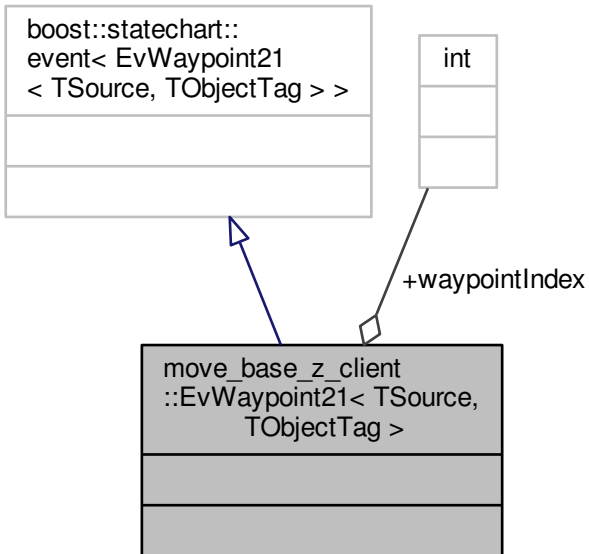 boost::statechart::
event< EvWaypoint21
< TSource, TObjectTag > >
int
+waypointIndex
move_base_z_client
::EvWaypoint21< TSource,
TObjectTag >